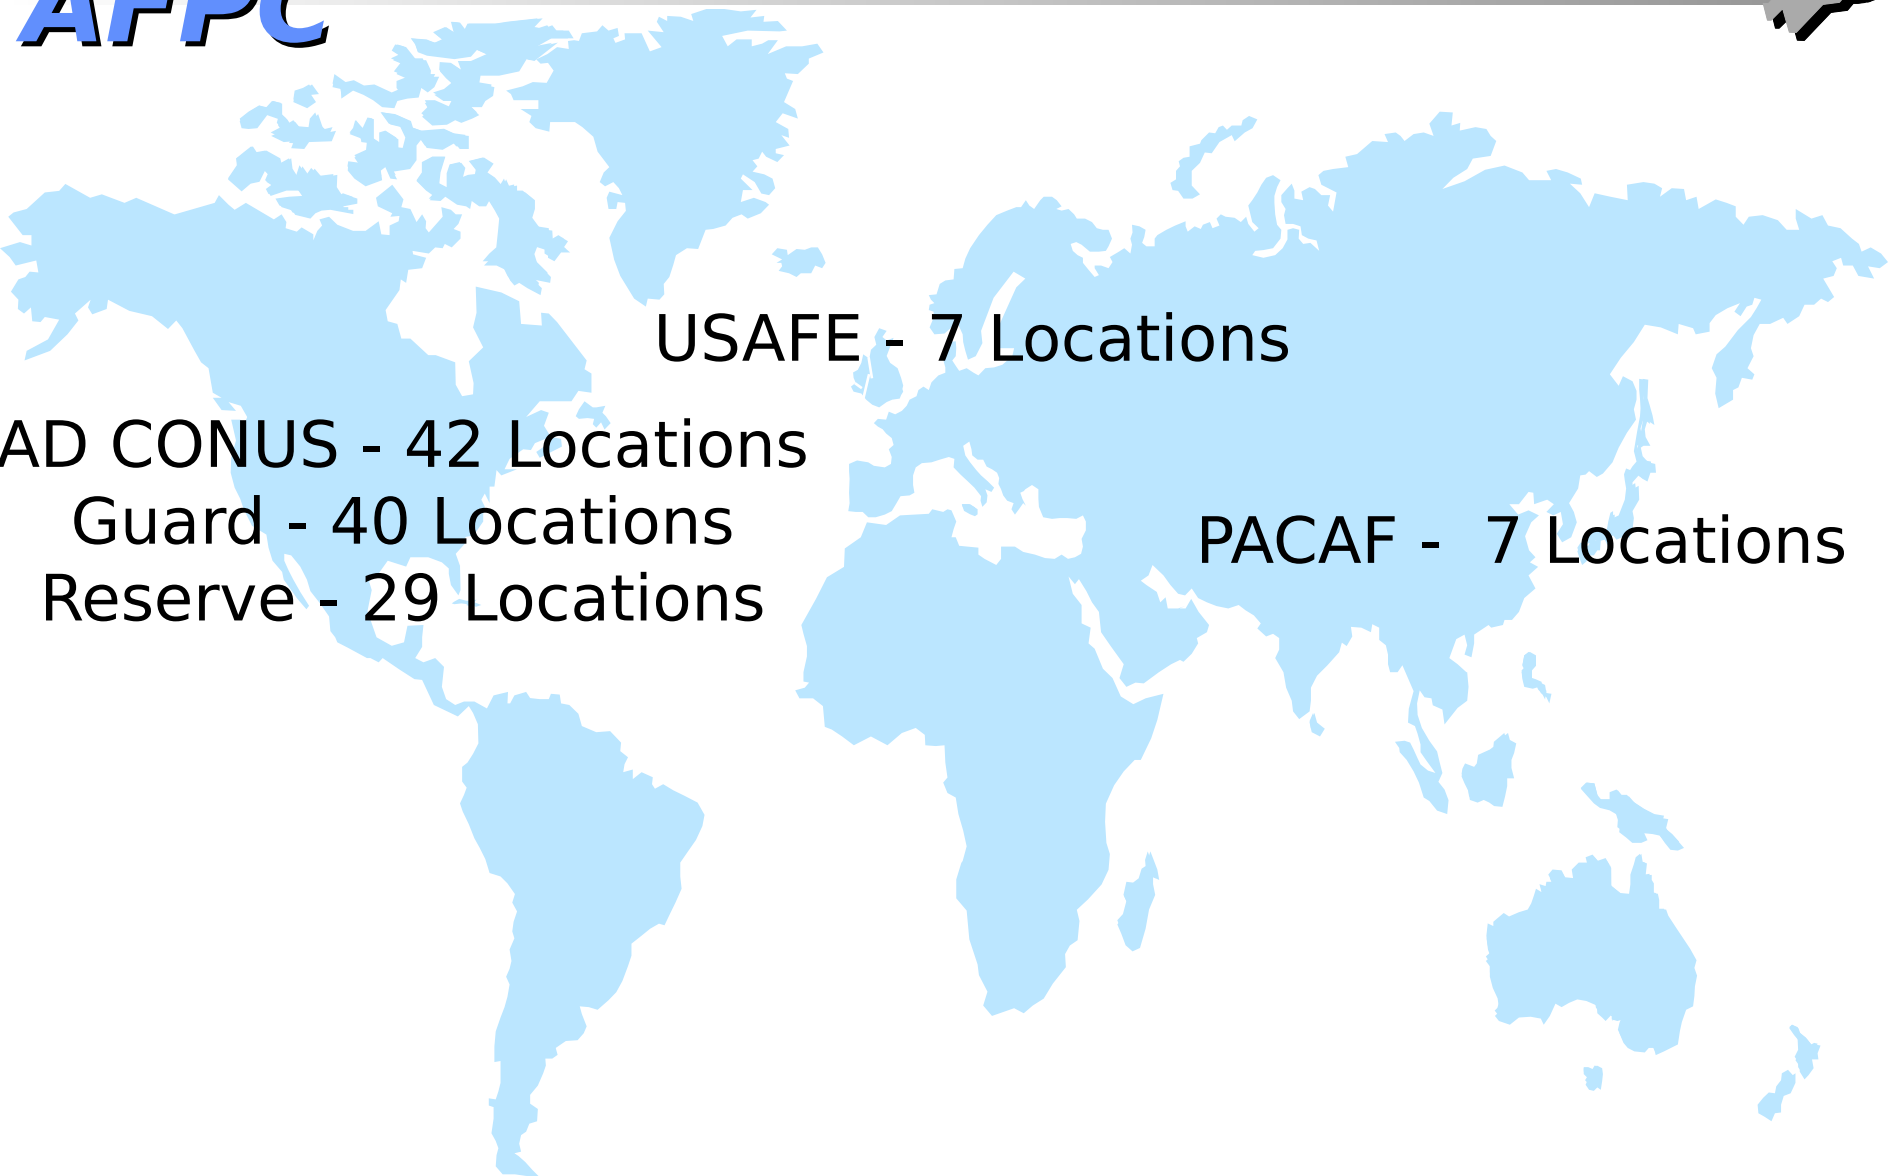 AFPC
USAFE - 7 Locations
AD CONUS - 42 Locations
Guard - 40 Locations
Reserve - 29 Locations
PACAF -  7 Locations